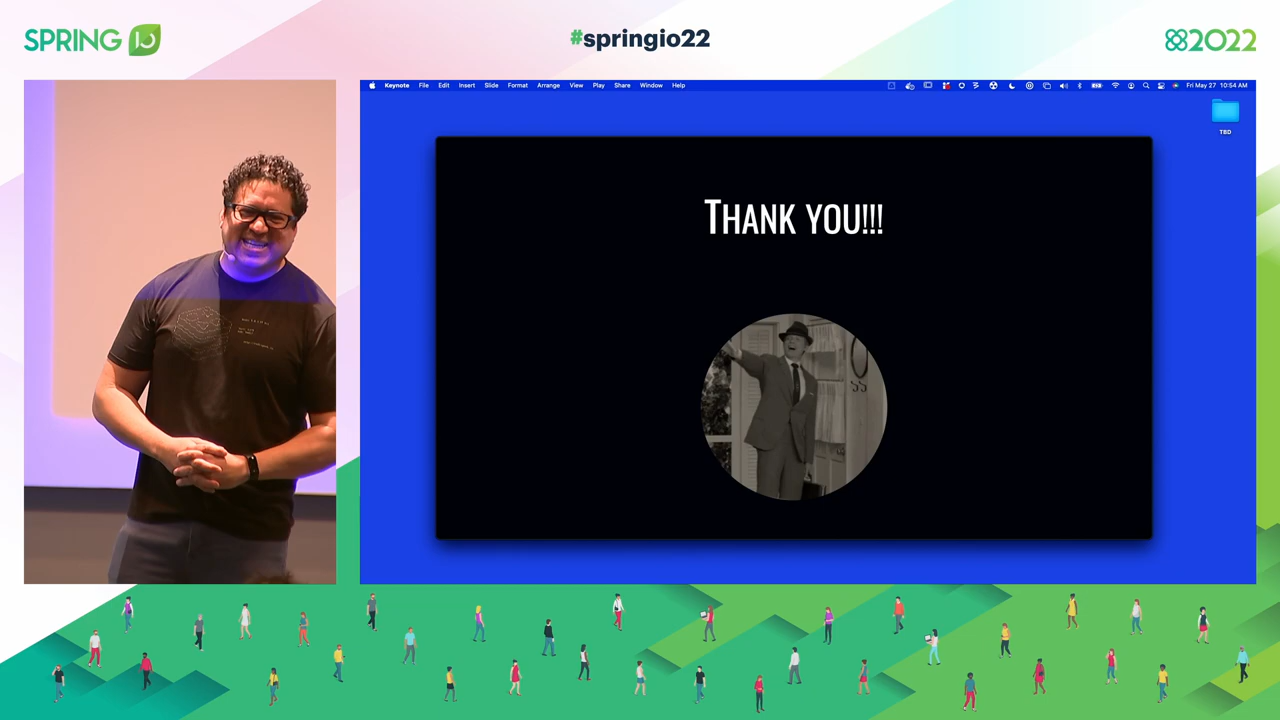 SPRING IO
#springio22
2022
Keynote File Edit Insert Slide Format Arrange View Play Share Window Help
Fri May 27 10:54 AM
TBD
THANK YOU!!!